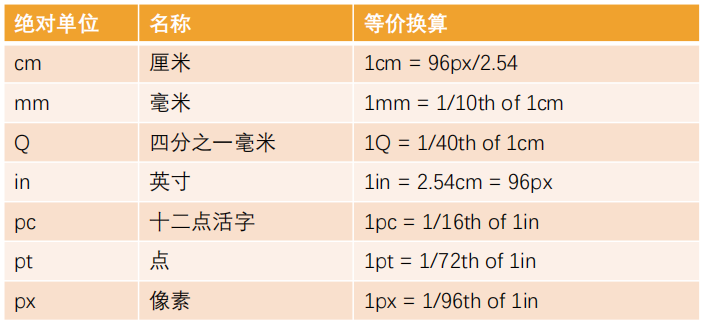 绝对单位 名称 等价换算
cm 厘米 1cm = 96px/2.54
mm 毫米 1mm = 1/10th of 1cm
Q 四分之一毫米 1Q = 1/40th of 1cm
in 英寸 1in = 2.54cm = 96px
pc 十二点活字 1pc = 1/16th of 1in
pt 点 1pt = 1/72th of 1in
px 像素 1px = 1/96th of 1in